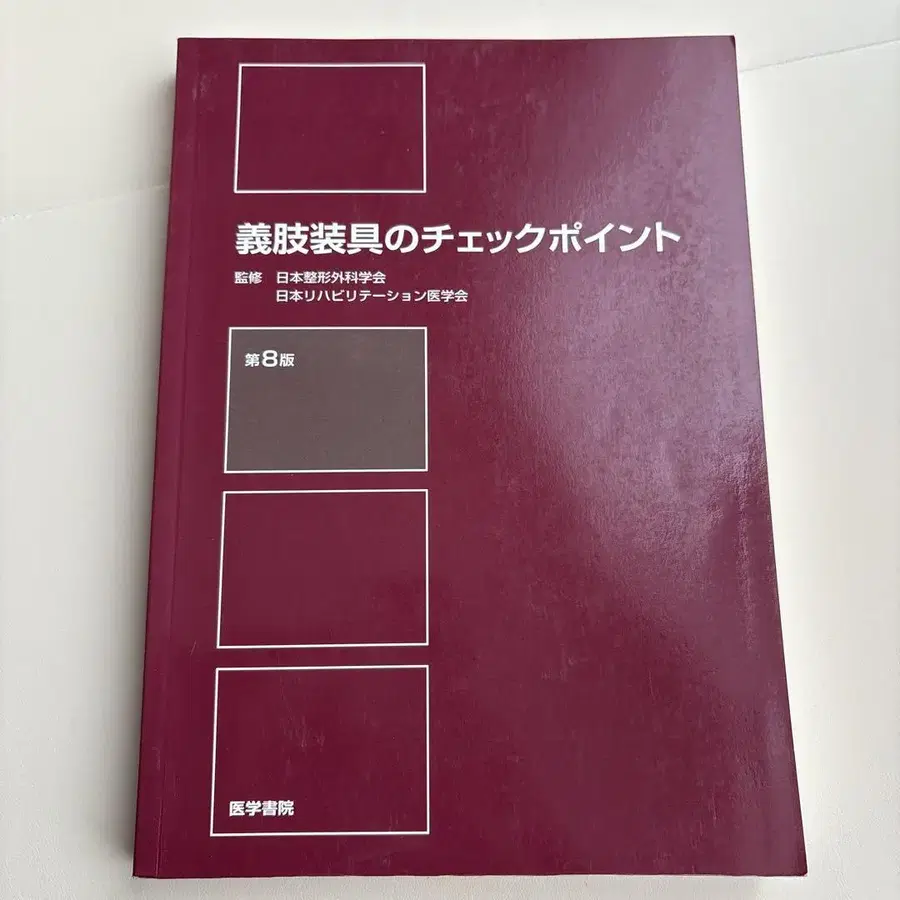 義肢装具のチェックポイント
監修 日本整形外科学会
日本リハビリテーション医学会
第8版
医学書院